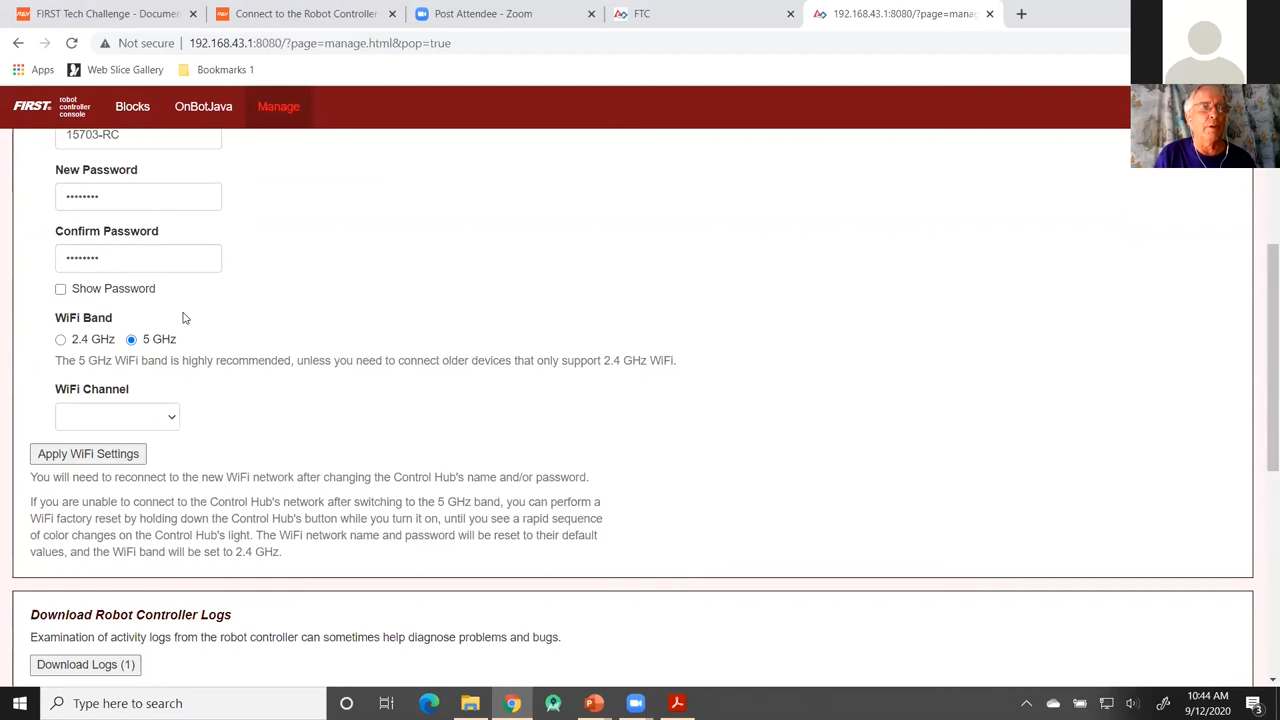 FIRST Tech Challenge - Documen
Connect to the Robot Controller
Post Attendee - Zoom
FTC
192.168.43.1:8080/?page=mana
Not secure
192.168.43.1:8080/?page=manage.html&pop=true
Apps
Web Slice Gallery
Bookmarks 1
FIRST robot controller console
Blocks
OnBotJava
Manage
15703-RC
New Password
••••••••
Confirm Password
••••••••
Show Password
WiFi Band
2.4 GHz
5 GHz
The 5 GHz WiFi band is highly recommended, unless you need to connect older devices that only support 2.4 GHz WiFi.
WiFi Channel
Apply WiFi Settings
You will need to reconnect to the new WiFi network after changing the Control Hub's name and/or password.
If you are unable to connect to the Control Hub's network after switching to the 5 GHz band, you can perform a
WiFi factory reset by holding down the Control Hub's button while you turn it on, until you see a rapid sequence
of color changes on the Control Hub's light. The WiFi network name and password will be reset to their default
values, and the WiFi band will be set to 2.4 GHz.
Download Robot Controller Logs
Examination of activity logs from the robot controller can sometimes help diagnose problems and bugs.
Download Logs (1)
Type here to search
10:44 AM
9/12/2020
3